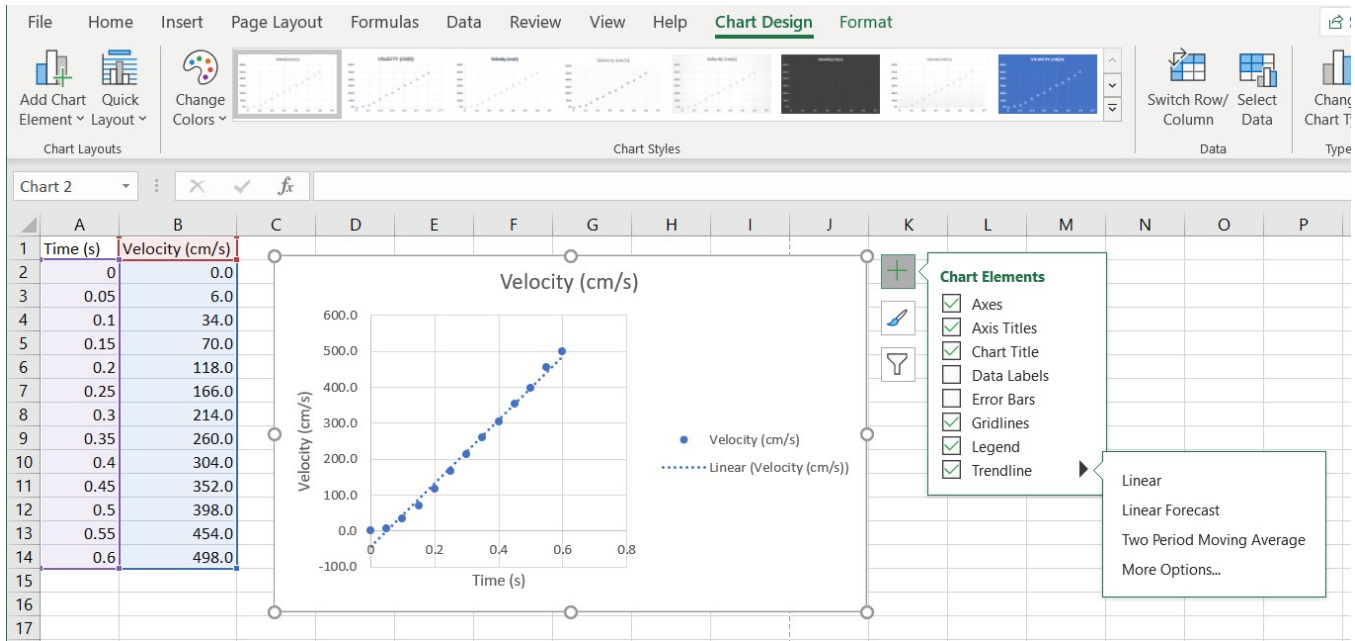 File Home Insert Page Layout Formulas Data Review View Help Chart Design Format
Add Chart Element
Quick Layout
Change Colors
Switch Row/ Column
Select Data
Chart Layouts
Chart Styles
Data
Type
Chart 2
fx
A B C D E F G H I J K L M N O P
1 Time (s) Velocity (cm/s)
2 0 0.0
3 0.05 6.0
4 0.1 34.0
5 0.15 70.0
6 0.2 118.0
7 0.25 166.0
8 0.3 214.0
9 0.35 260.0
10 0.4 304.0
11 0.45 352.0
12 0.5 398.0
13 0.55 454.0
14 0.6 498.0
15
16
17
Velocity (cm/s)
600.0
500.0
400.0
300.0
200.0
100.0
0.0
-100.0
0 0.2 0.4 0.6 0.8
Velocity (cm/s)
Time (s)
Velocity (cm/s)
Linear (Velocity (cm/s))
Chart Elements
Axes
Axis Titles
Chart Title
Data Labels
Error Bars
Gridlines
Legend
Trendline
Linear
Linear Forecast
Two Period Moving Average
More Options...